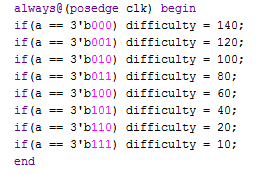 always@(posedge clk) begin
if(a == 3'b000) difficulty = 140;
if(a == 3'b001) difficulty = 120;
if(a == 3'b010) difficulty = 100;
if(a == 3'b011) difficulty = 80;
if(a == 3'b100) difficulty = 60;
if(a == 3'b101) difficulty = 40;
if(a == 3'b110) difficulty = 20;
if(a == 3'b111) difficulty = 10;
end